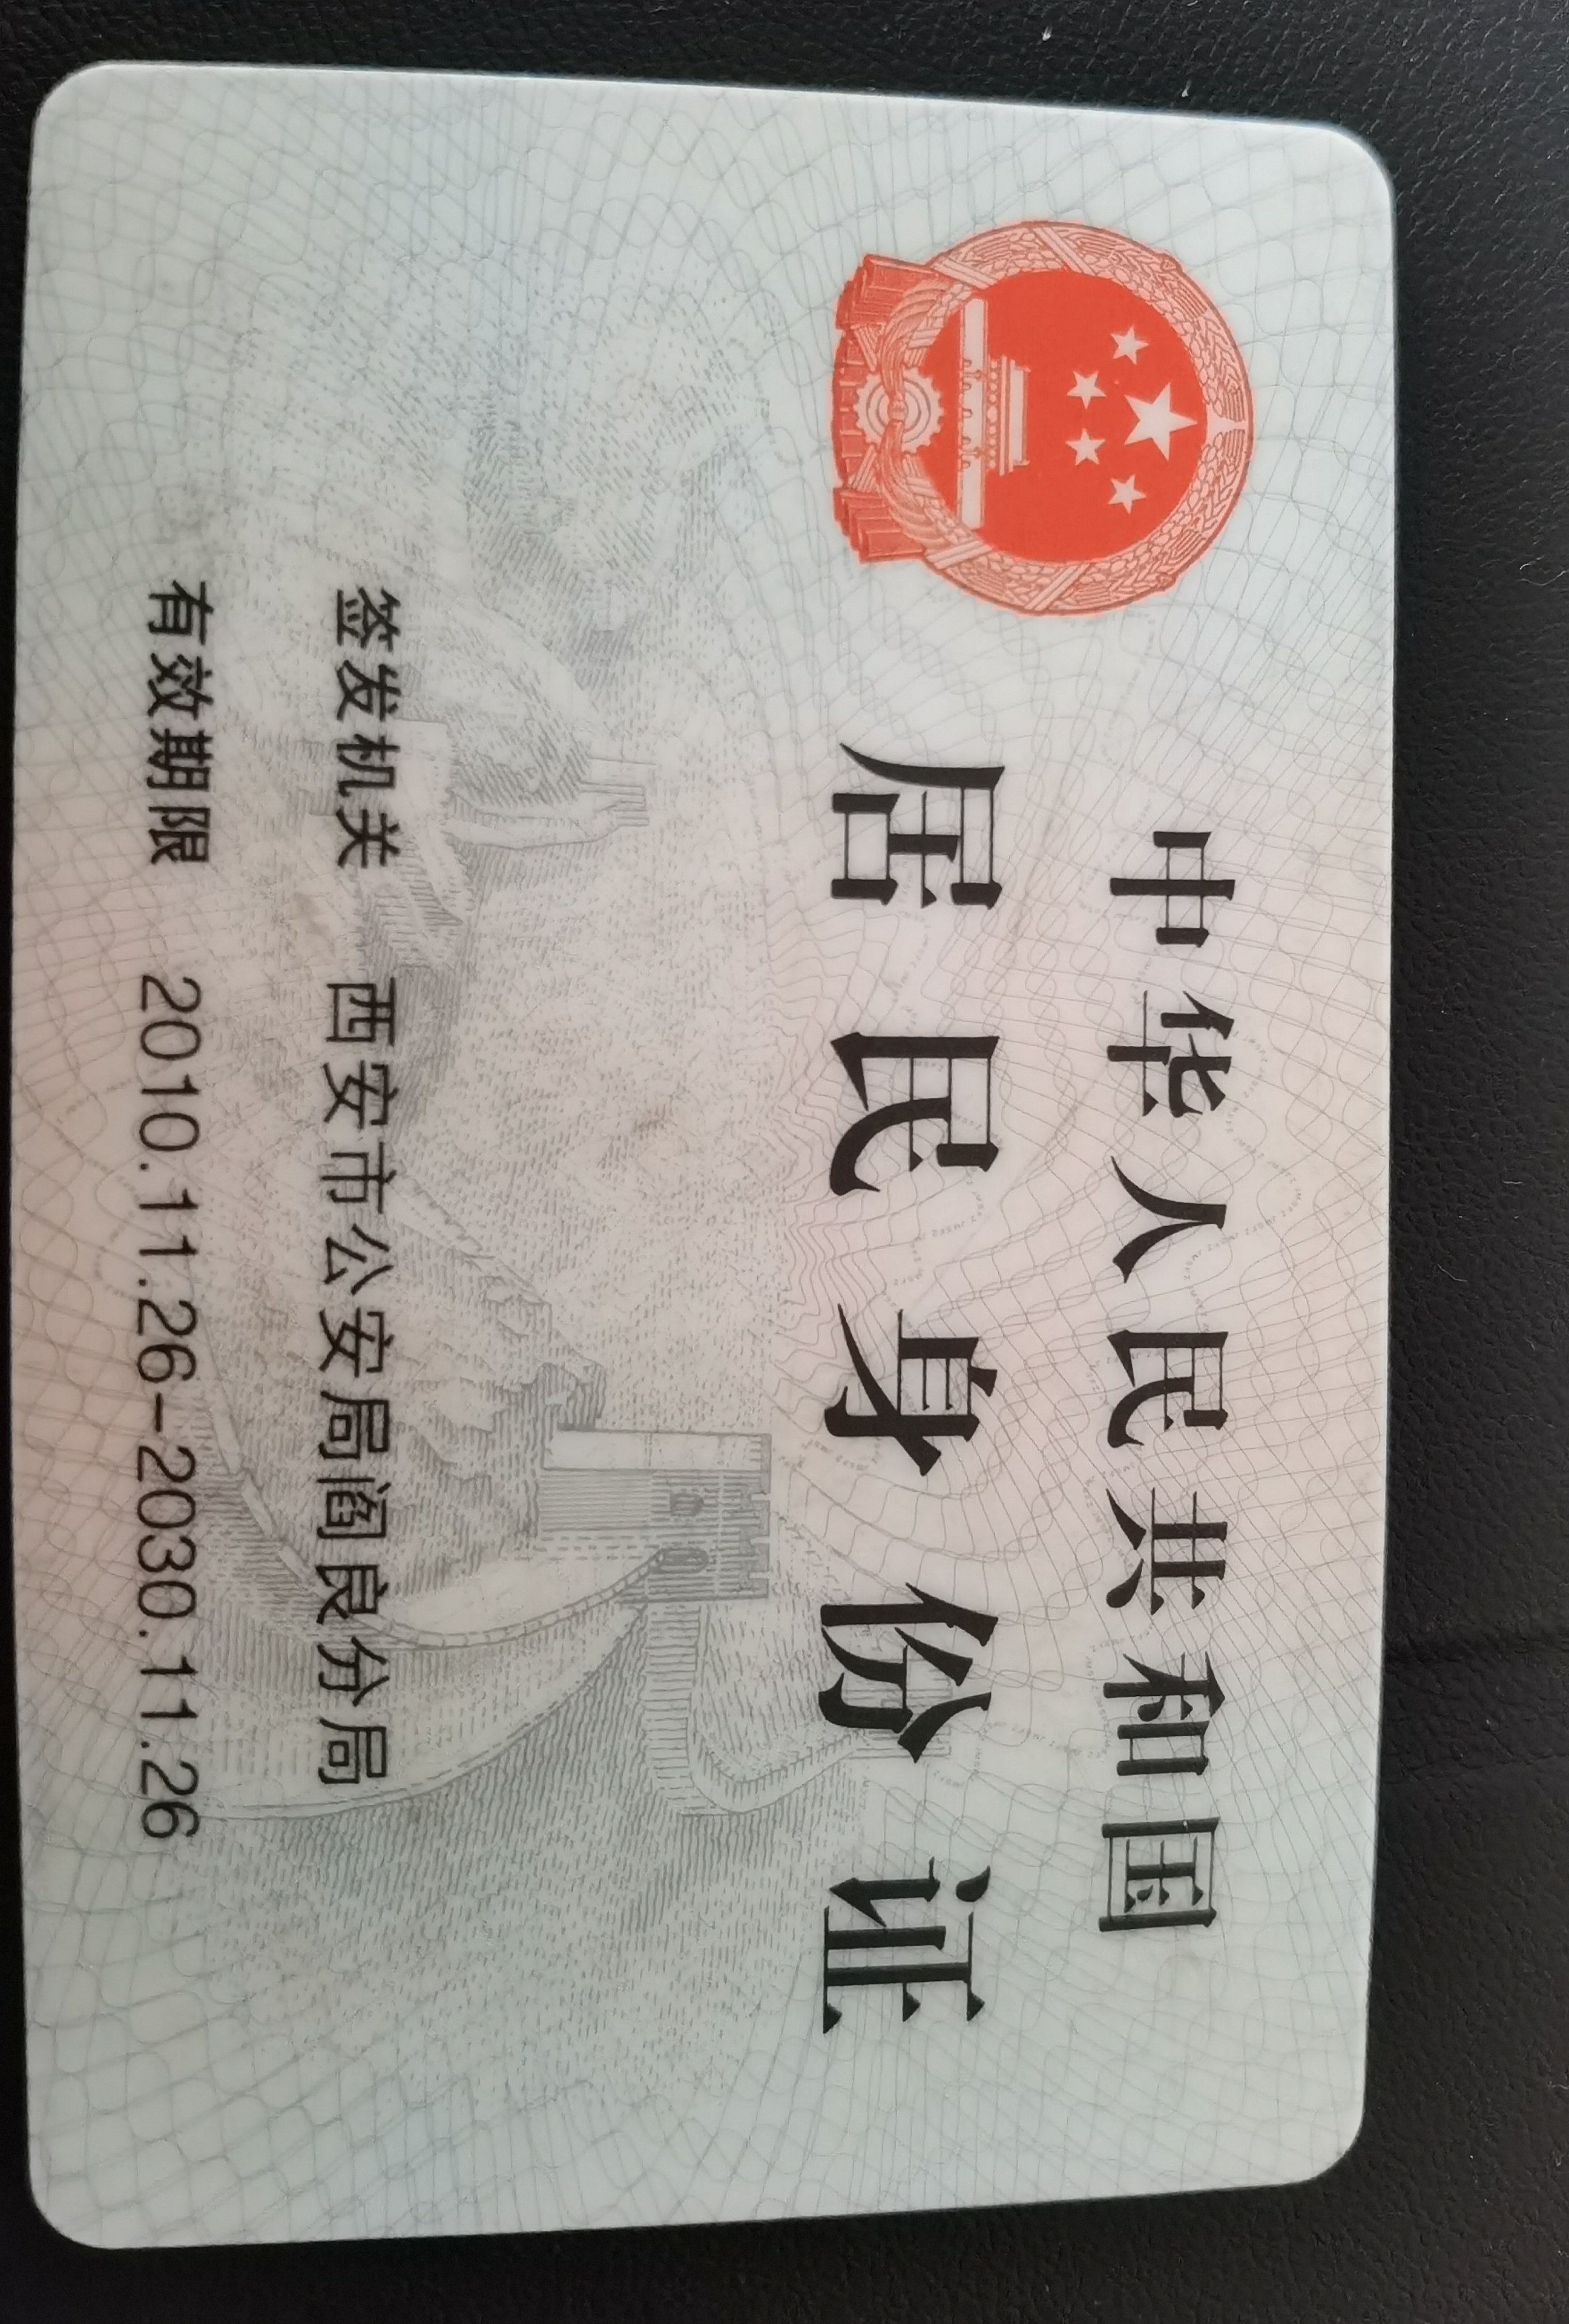 中华人民共和国
居民身份证
签发机关 西安市公安局阎良分局
有效期限 2010.11.26-2030.11.26